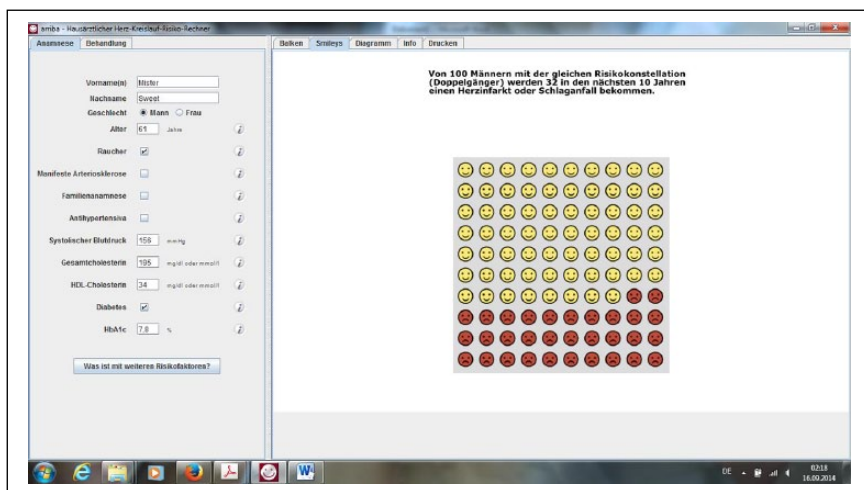 arriba - Hausärztlicher Herz-Kreislauf-Risiko-Rechner
Anamnese Behandlung
Balken Smileys Diagramm Info Drucken
Von 100 Männern mit der gleichen Risikokonstellation
(Doppelgänger) werden 32 in den nächsten 10 Jahren
einen Herzinfarkt oder Schlaganfall bekommen.
Vorname(n) Mister
Nachname Sweet
Geschlecht Mann Frau
Alter 61 Jahre
Raucher
Manifeste Arteriosklerose
Familienanamnese
Antihypertensiva
Systolischer Blutdruck 156 mmHg
Gesamtcholesterin 195 mg/dl oder mmol/l
HDL-Cholesterin 34 mg/dl oder mmol/l
Diabetes
HbA1c 7,8 %
Was ist mit weiteren Risikofaktoren?
DE
02:18
16.09.2014